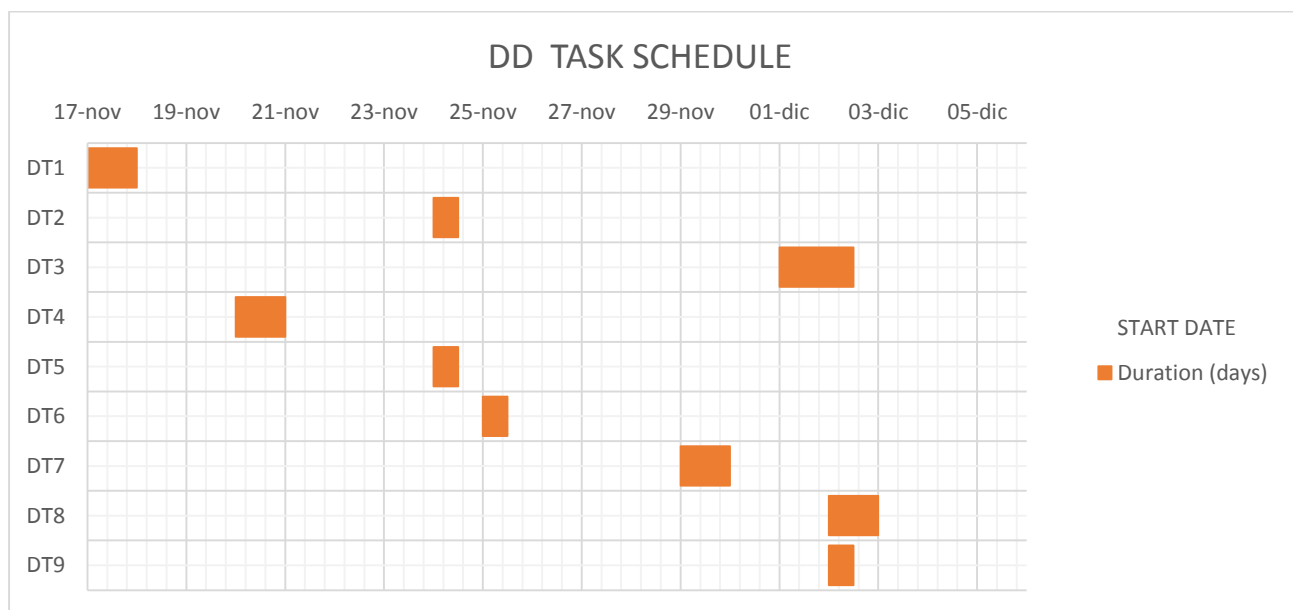 DD TASK SCHEDULE
17-nov 19-nov 21-nov 23-nov 25-nov 27-nov 29-nov 01-dic 03-dic 05-dic
DT1
DT2
DT3
DT4
DT5
DT6
DT7
DT8
DT9
START DATE
Duration (days)